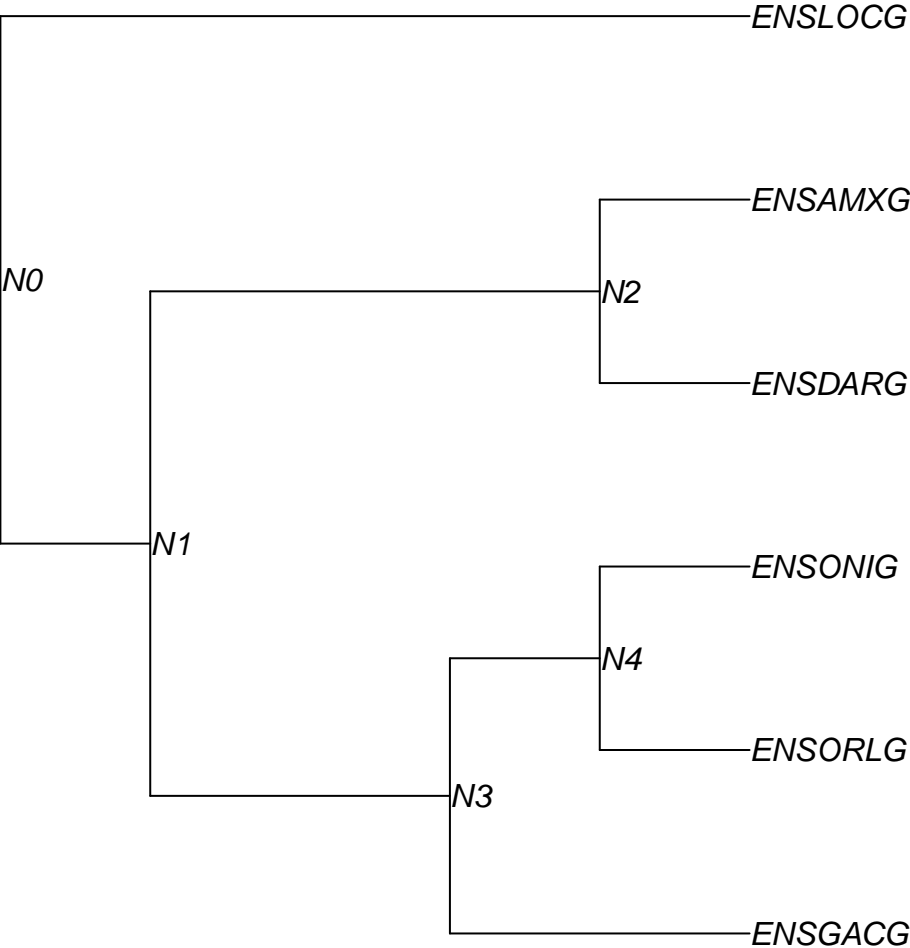 ENSLOCG
ENSAMXG
N0
N2
ENSDARG
N1
ENSONIG
N4
ENSORLG
N3
ENSGACG